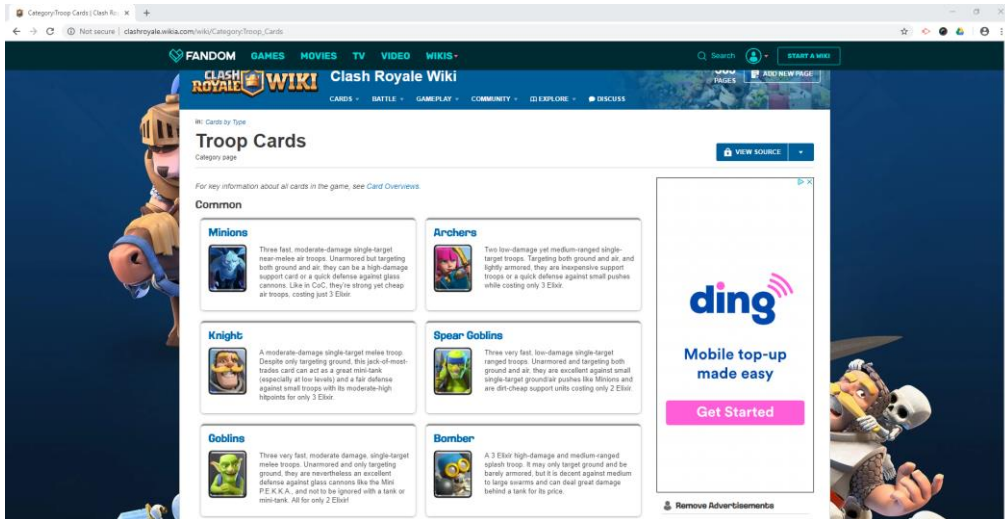 Category:Troop Cards | Clash Ro
Not secure | clashroyale.wikia.com/wiki/Category:Troop_Cards
FANDOM GAMES MOVIES TV VIDEO WIKIS
Search START A WIKI
CLASH ROYALE WIKI
Clash Royale Wiki
PAGES ADD NEW PAGE
CARDS BATTLE GAMEPLAY COMMUNITY EXPLORE DISCUSS
in: Cards by Type
Troop Cards
Category page
VIEW SOURCE
For key information about all cards in the game, see Card Overviews.
Common
Minions
Three fast, moderate-damage single-target
near-melee air troops. Unarmored but targeting
both ground and air, they can be a high-damage
support card or a quick defense against glass
cannons. Like in CoC, they're strong yet cheap
air troops, costing just 3 Elixir.
Archers
Two low-damage yet medium-ranged single-
target troops. Targeting both ground and air, and
lightly armored, they are inexpensive support
troops or a quick defense against small pushes
while costing only 3 Elixir.
Knight
A moderate-damage single-target melee troop.
Despite only targeting ground, this jack-of-most-
trades card can act as a great mini-tank
(especially at low levels) and a fair defense
against small troops with its moderate-high
hitpoints for only 3 Elixir.
Spear Goblins
Three very fast, low-damage single-target
ranged troops. Unarmored and targeting both
ground and air, they are excellent against small
single-target ground/air pushes like Minions and
are dirt-cheap support units costing only 2 Elixir.
Goblins
Three very fast, moderate damage, single-target
melee troops. Unarmored and only targeting
ground, they are nevertheless an excellent
defense against glass cannons like the Mini
P.E.K.K.A., and not to be ignored with a tank or
mini-tank. All for only 2 Elixir!
Bomber
A 3 Elixir high-damage and medium-ranged
splash troop. It may only target ground and be
barely armored, but it is decent against medium
to large swarms and can deal great damage
behind a tank for its price.
ding
Mobile top-up
made easy
Get Started
Remove Advertisements